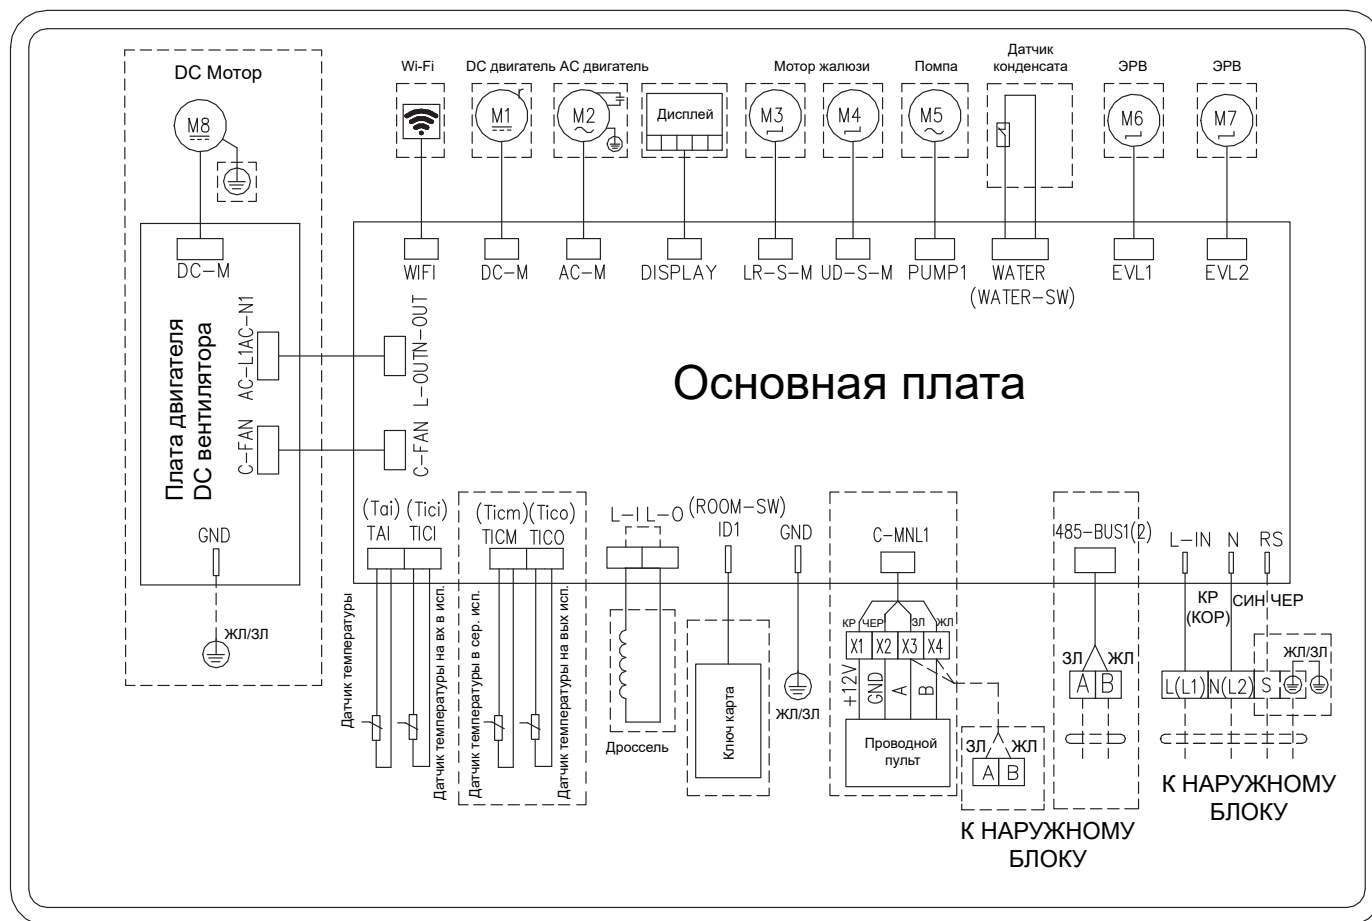 DC Мотор
M8
DC-M
Плата двигателя
DC вентилятора
AC-L1AC-N1
C-FAN
GND
ЖЛ/ЗЛ
Wi-Fi
DC двигатель
AC двигатель
Мотор жалюзи
Помпа
Датчик
конденсата
ЭРВ
ЭРВ
M1
M2
Дисплей
M3
M4
M5
M6
M7
WIFI
DC-M
AC-M
DISPLAY
LR-S-M
UD-S-M
PUMP1
WATER
(WATER-SW)
EVL1
EVL2
L-OUTN-OUT
C-FAN
Основная плата
(Tai)
TAI
(Tici)
TICI
(Ticm)
TICM
(Tico)
TICO
L-I
L-O
(ROOM-SW)
ID1
GND
C-MNL1
I485-BUS1(2)
L-IN
N
RS
Датчик температуры
Датчик температуры на вх в исп.
Датчик температуры в сер. исп.
Датчик температуры на вых исп.
Дроссель
Ключ карта
ЖЛ/ЗЛ
КР
ЧЕР
ЗЛ
ЖЛ
X1
X2
X3
X4
+12V
GND
A
B
Проводной
пульт
ЗЛ
ЖЛ
A
B
К НАРУЖНОМУ
БЛОКУ
ЗЛ
ЖЛ
A
B
КР
(КОР)
СИН
ЧЕР
ЖЛ/ЗЛ
L(L1)
N(L2)
S
К НАРУЖНОМУ
БЛОКУ